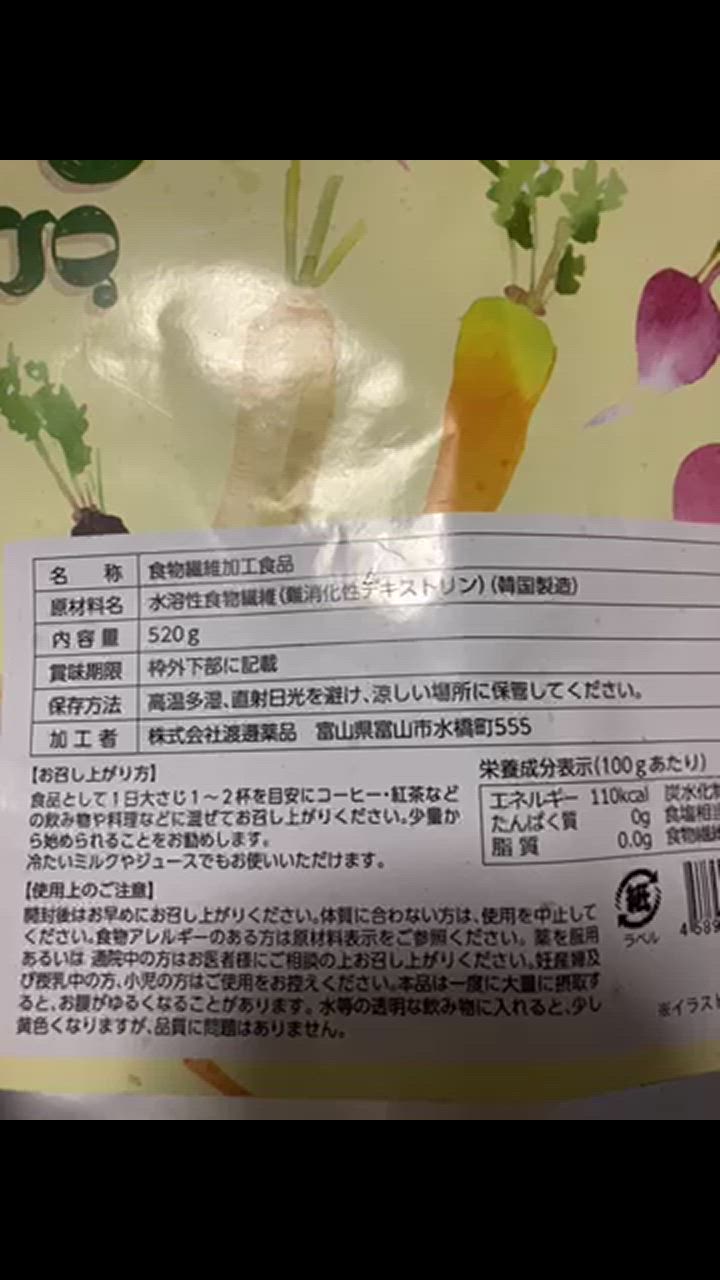 g
名 称 食物繊維加工食品
原材料名 水溶性食物繊維(難消化性デキストリン)(韓国製造)
内容量 520g
賞味期限 枠外下部に記載
保存方法 高温多湿、直射日光を避け、涼しい場所に保管してください。
加工者 株式会社渡邉薬品 富山県富山市水橋町555
【お召し上がり方】
食品として1日大さじ1〜2杯を目安にコーヒー・紅茶など
の飲み物や料理などに混ぜてお召し上がりください。少量か
ら始められることをお勧めします。
冷たいミルクやジュースでもお使いいただけます。
栄養成分表示(100gあたり)
エネルギー 110kcal 炭水化
たんぱく質 0g 食塩相
脂質 0.0g 食物繊
【使用上のご注意】
開封後はお早めにお召し上がりください。体質に合わない方は、使用を中止して
ください。食物アレルギーのある方は原材料表示をご参照ください。薬を服用
あるいは 通院中の方はお医者様にご相談の上お召し上がりください。妊産婦及
び授乳中の方、小児の方はご使用をお控えください。本品は一度に大量に摂取す
ると、お腹がゆるくなることがあります。水等の透明な飲み物に入れると、少し
黄色くなりますが、品質に問題はありません。
紙
ラベル
4 589
※イラス